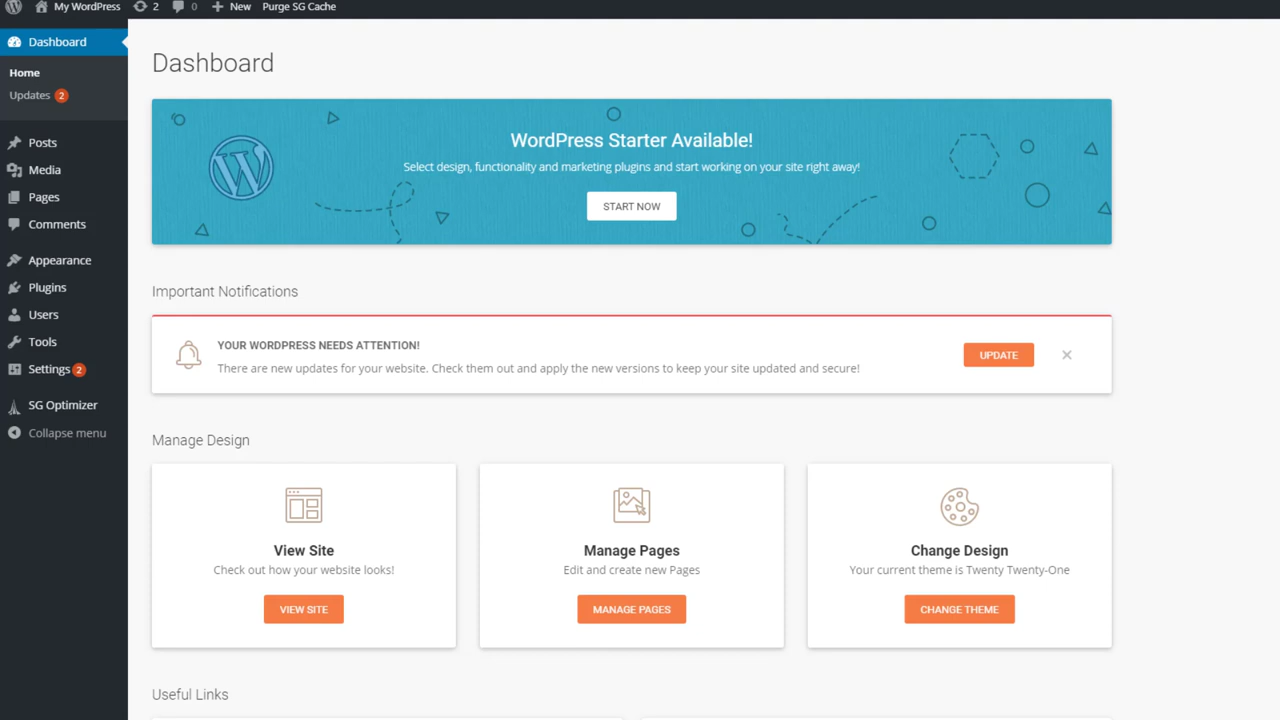 My WordPress 2 0 New Purge SG Cache
Dashboard
Home
Updates 2
Posts
Media
Pages
Comments
Appearance
Plugins
Users
Tools
Settings 2
SG Optimizer
Collapse menu
Dashboard
WordPress Starter Available!
Select design, functionality and marketing plugins and start working on your site right away!
START NOW
Important Notifications
YOUR WORDPRESS NEEDS ATTENTION!
There are new updates for your website. Check them out and apply the new versions to keep your site updated and secure!
UPDATE
Manage Design
View Site
Check out how your website looks!
VIEW SITE
Manage Pages
Edit and create new Pages
MANAGE PAGES
Change Design
Your current theme is Twenty Twenty-One
CHANGE THEME
Useful Links